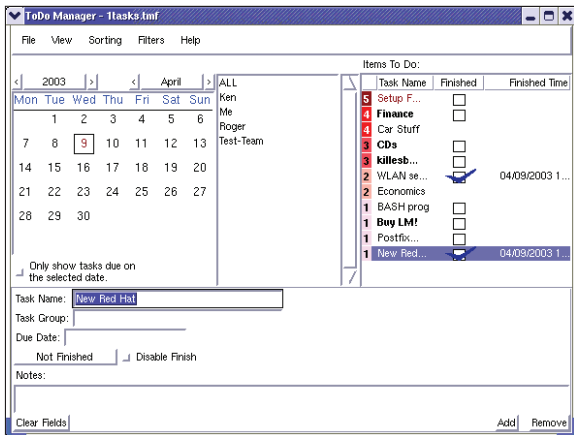 ToDo Manager - 1tasks.tmf
File View Sorting Filters Help
Items To Do:
< 2003 > < April >
Mon Tue Wed Thu Fri Sat Sun
1 2 3 4 5 6
7 8 9 10 11 12 13
14 15 16 17 18 19 20
21 22 23 24 25 26 27
28 29 30
Only show tasks due on
the selected date.
ALL
Ken
Me
Roger
Test-Team
Task Name Finished Finished Time
5 Setup F...
4 Finance
4 Car Stuff
3 CDs
3 killesb...
2 WLAN se... 04/09/2003 1...
2 Economics
1 BASH prog
1 Buy LM!
1 Postfix...
1 New Red... 04/09/2003 1...
Task Name: New Red Hat
Task Group:
Due Date:
Not Finished Disable Finish
Notes:
Clear Fields Add Remove